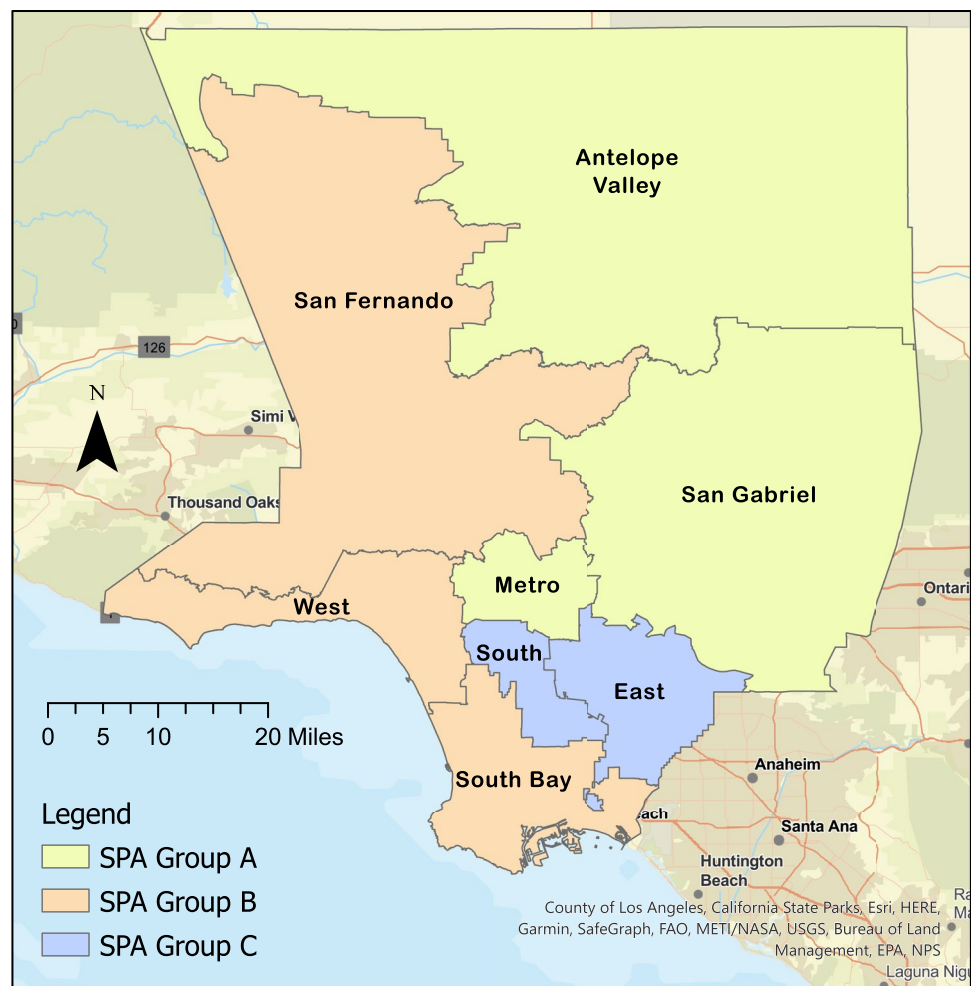 Antelope
Valley
San Fernando
126
N
Simi V
Thousand Oaks
San Gabriel
Metro
Ontari
West
South
East
0 5 10 20 Miles
Anaheim
South Bay
each
Legend
Santa Ana
SPA Group A
Huntington
Beach
SPA Group B
County of Los Angeles, California State Parks, Esri, HERE,
Garmin, SafeGraph, FAO, METI/NASA, USGS, Bureau of Land
Management, EPA, NPS
SPA Group C
Laguna Nigu